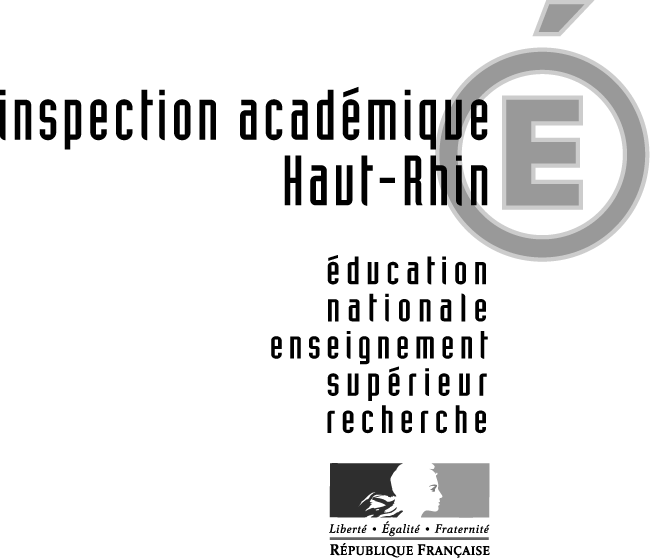 É
inspection académique
Haut-Rhin
éducation
nationale
enseignement
supérieur
recherche
Liberté • Égalité • Fraternité
RÉPUBLIQUE FRANÇAISE